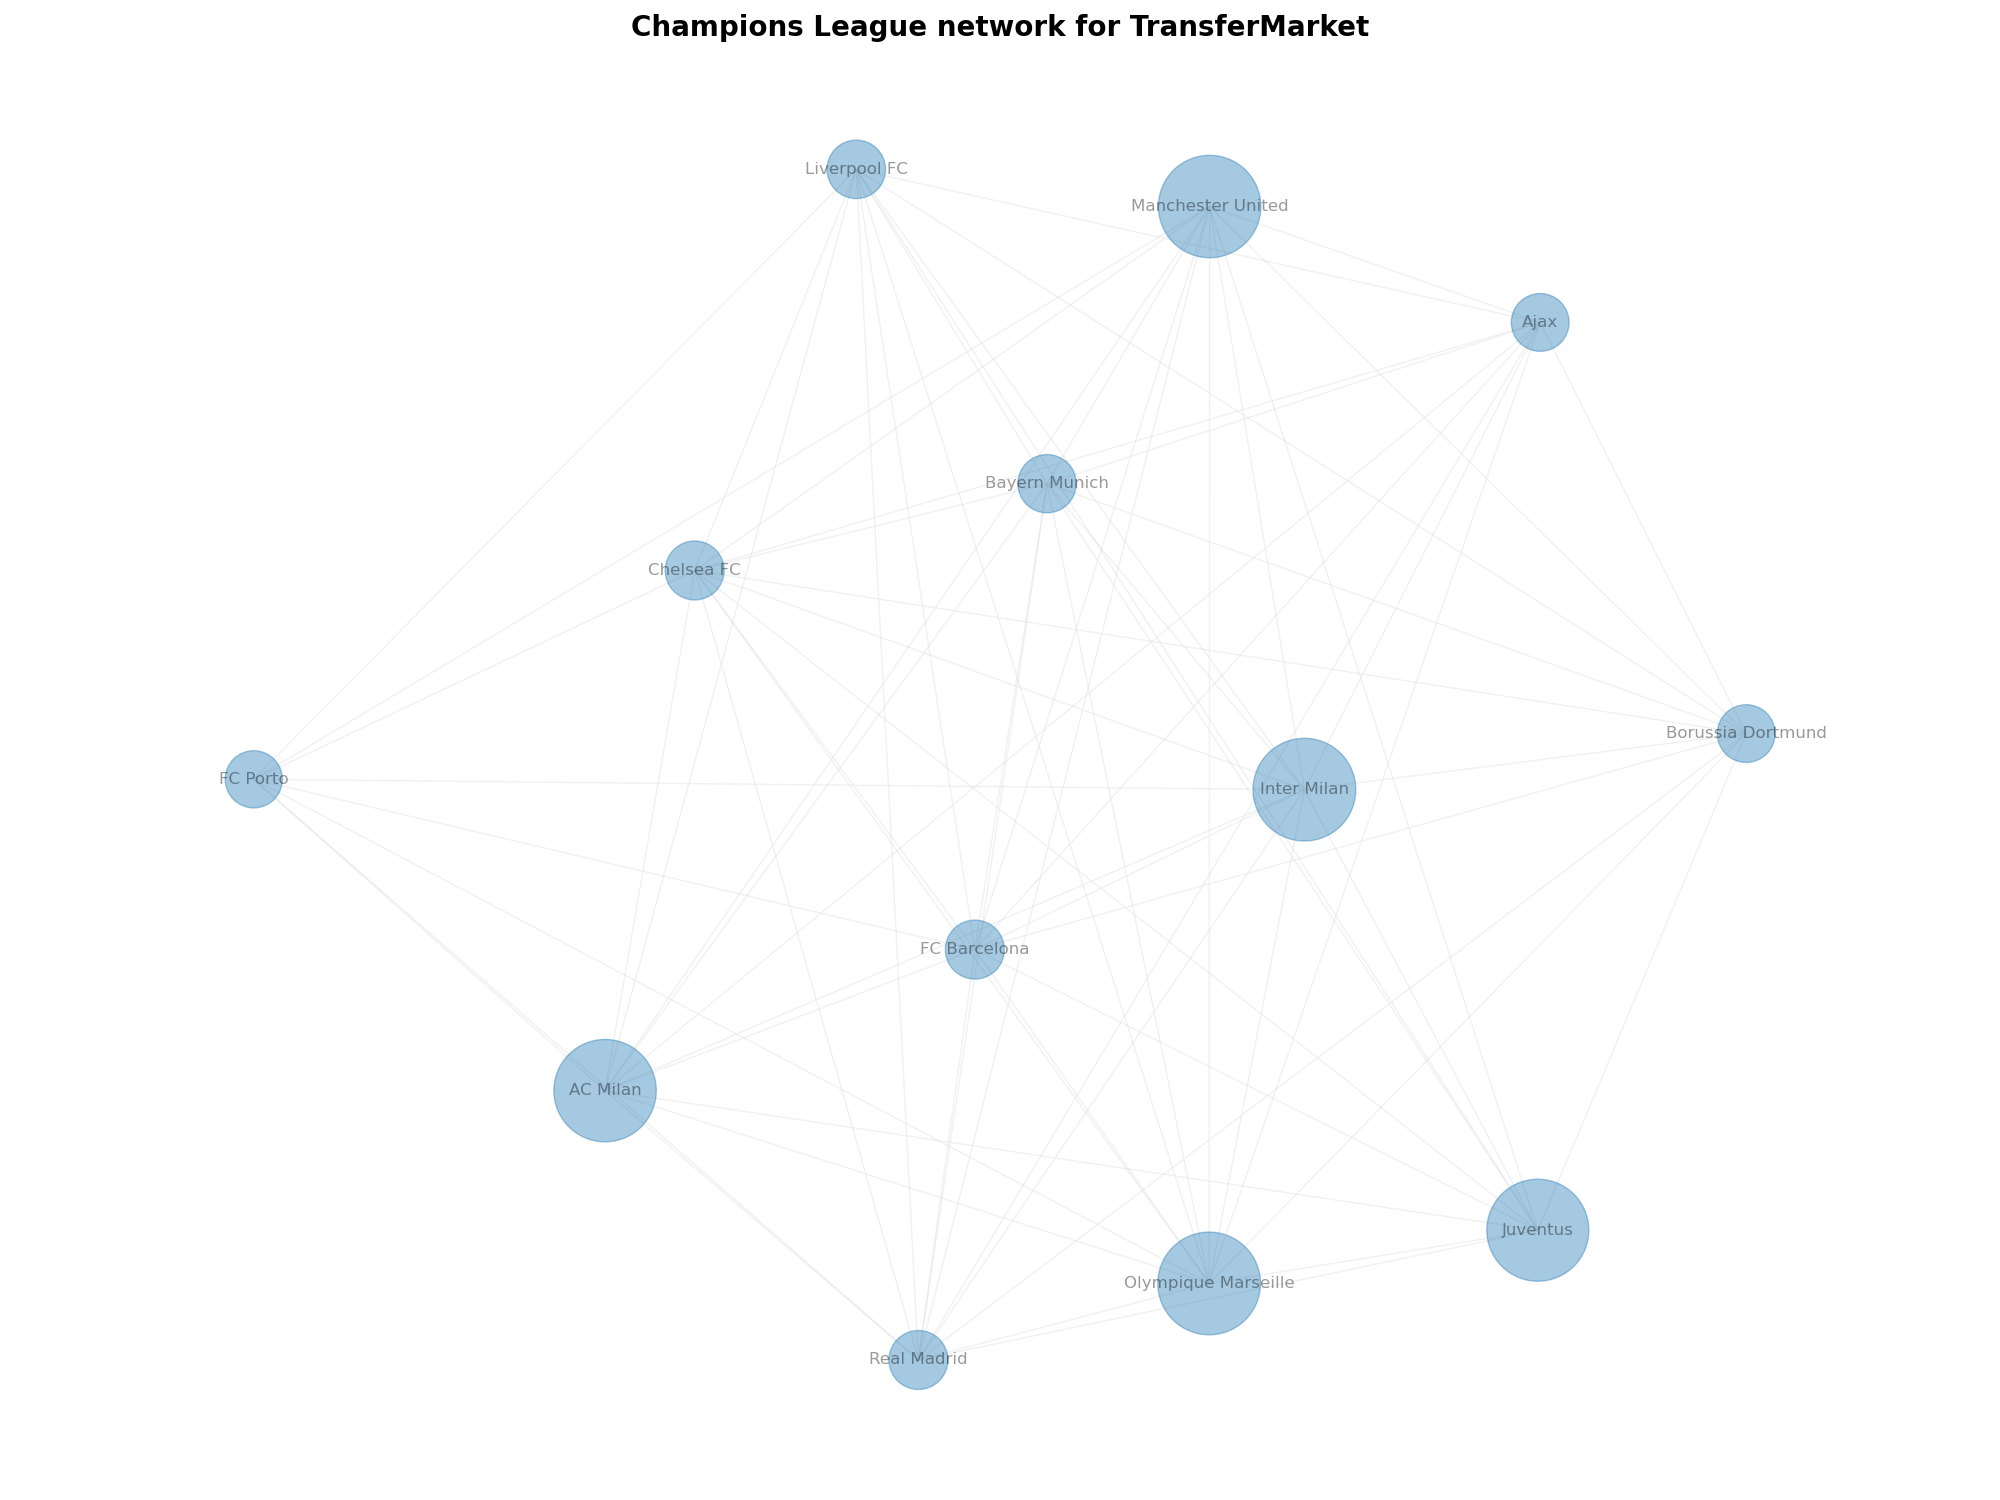 Champions League network for TransferMarket
Liverpool FC
Manchester United
Ajax
Bayern Munich
Chelsea FC
Borussia Dortmund
FC Porto
Inter Milan
FC Barcelona
AC Milan
Juventus
Olympique Marseille
Real Madrid